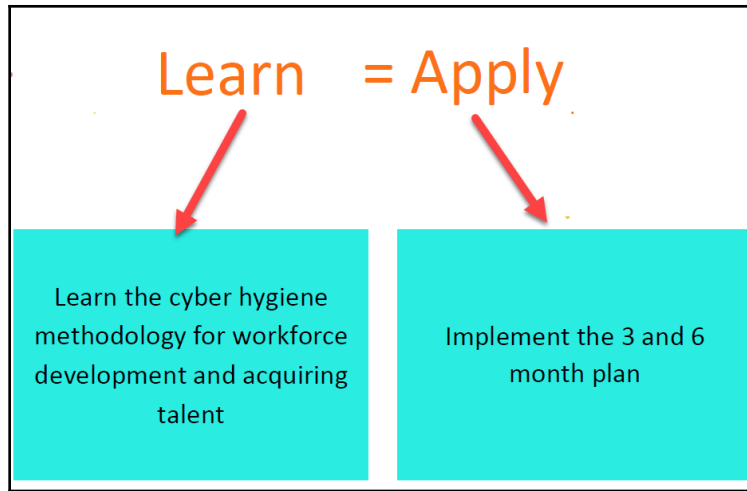 Learn = Apply
Learn the cyber hygiene
methodology for workforce
development and acquiring
talent
Implement the 3 and 6
month plan